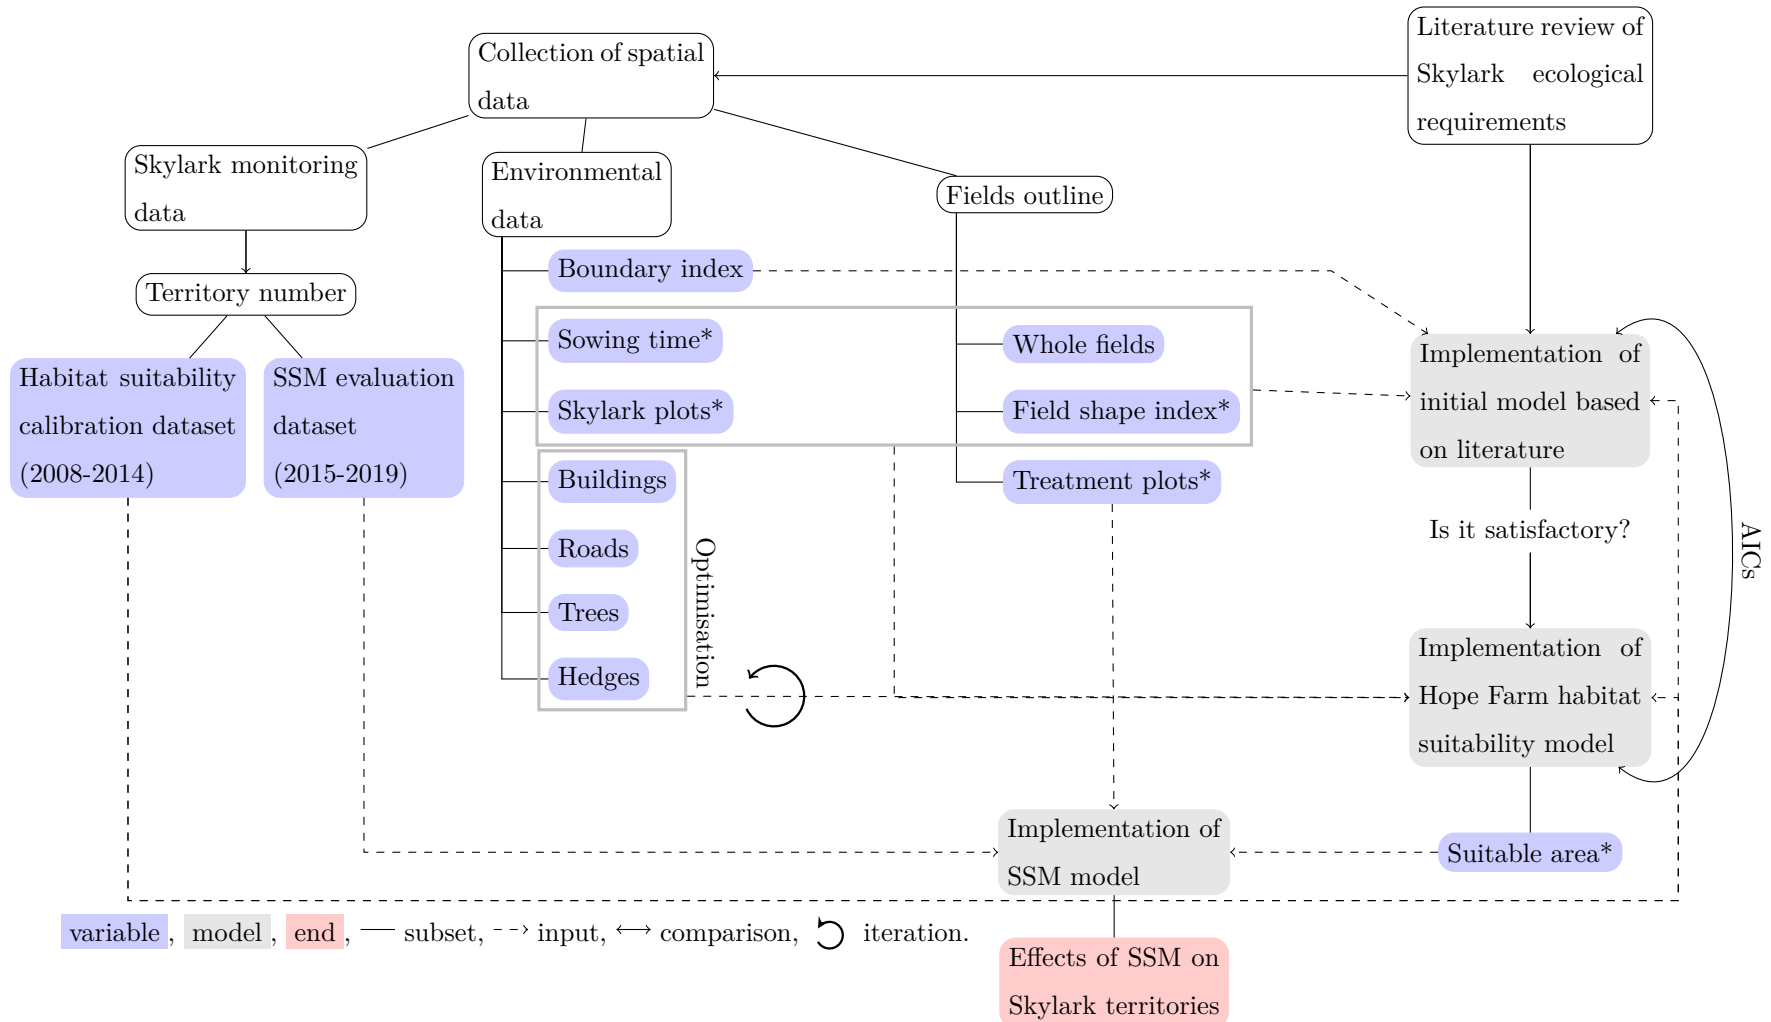 Literature review of
Skylark ecological
requirements
Collection of spatial
data
Skylark monitoring
data
Environmental
data
Fields outline
Territory number
Boundary index
Sowing time*
Skylark plots*
Whole fields
Field shape index*
Treatment plots*
Habitat suitability
calibration dataset
(2008-2014)
SSM evaluation
dataset
(2015-2019)
Buildings
Roads
Trees
Hedges
Optimisation
Implementation of
initial model based
on literature
Is it satisfactory?
AICs
Implementation of
Hope Farm habitat
suitability model
Implementation of
SSM model
Suitable area*
variable, model, end, subset, input, comparison, iteration.
Effects of SSM on
Skylark territories